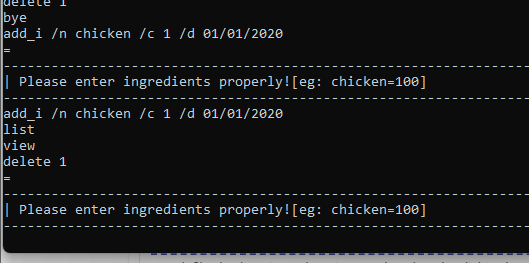 delete 1
bye
add_i /n chicken /c 1 /d 01/01/2020
=
--------------------------------------------------------------------
| Please enter ingredients properly![eg: chicken=100]
--------------------------------------------------------------------
add_i /n chicken /c 1 /d 01/01/2020
list
view
delete 1
=
--------------------------------------------------------------------
| Please enter ingredients properly![eg: chicken=100]
--------------------------------------------------------------------